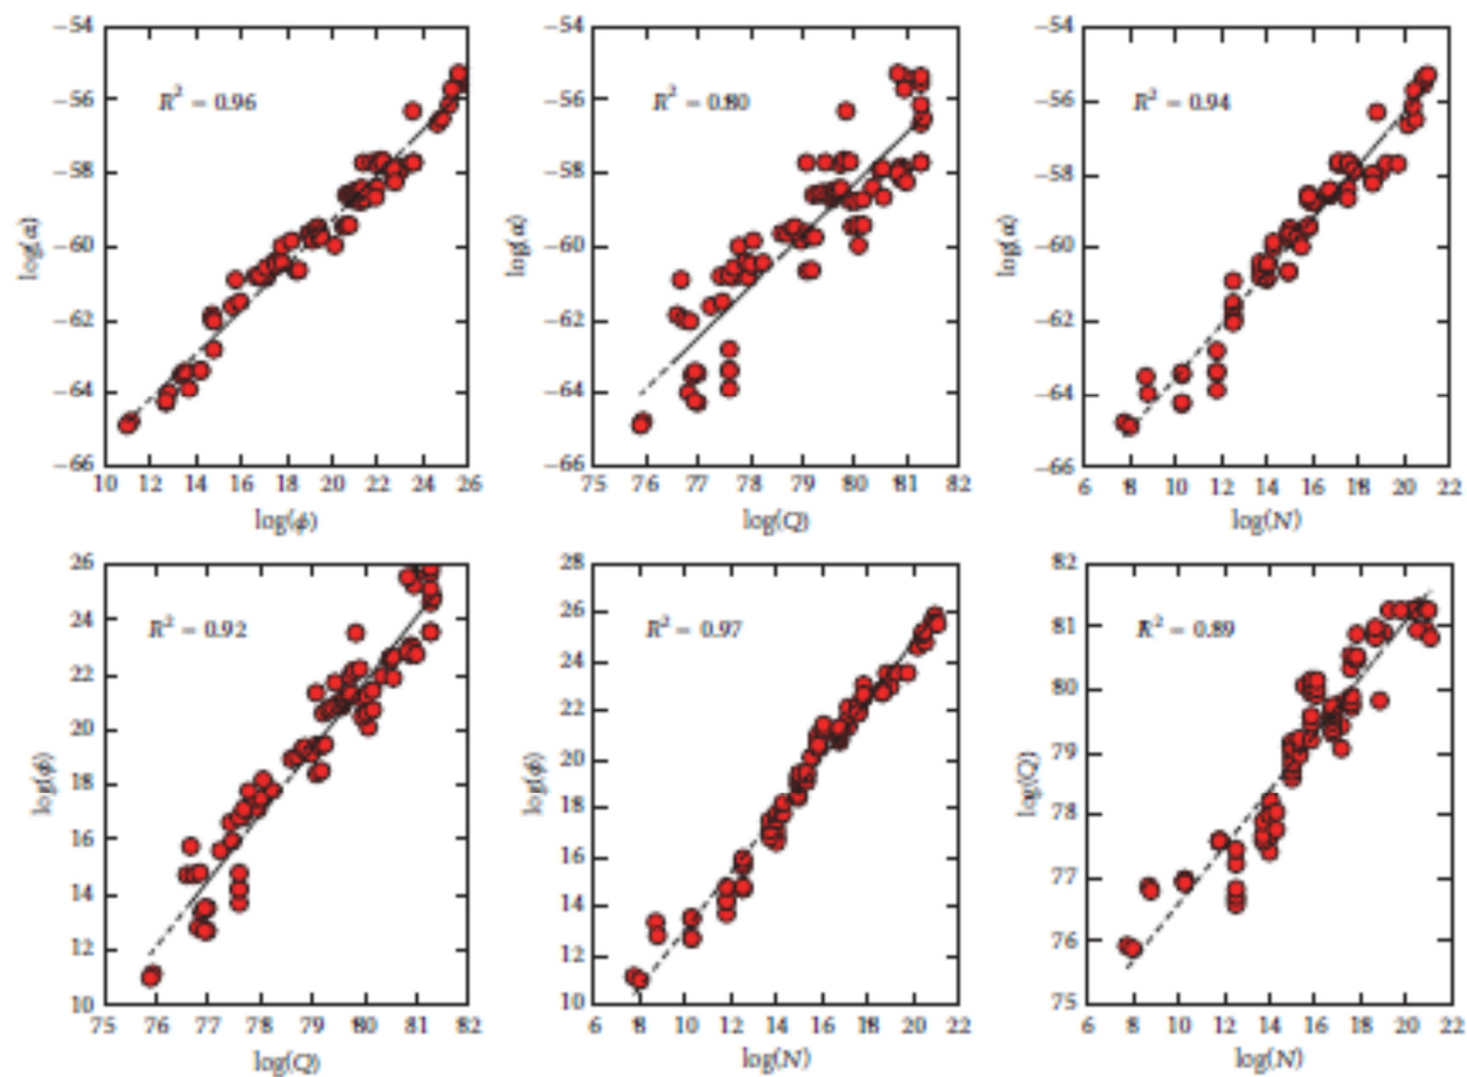 −54
−56
−58
−60
−62
−64
−66
log(α)
R² = 0.96
10 12 14 16 18 20 22 24 26
log(ϕ)
−54
−56
−58
−60
−62
−64
−66
log(α)
R² = 0.80
75 76 77 78 79 80 81 82
log(Q)
−54
−56
−58
−60
−62
−64
−66
log(α)
R² = 0.94
6 8 10 12 14 16 18 20 22
log(N)
26
24
22
20
18
16
14
12
10
log(ϕ)
R² = 0.92
75 76 77 78 79 80 81 82
log(Q)
28
26
24
22
20
18
16
14
12
10
log(ϕ)
R² = 0.97
6 8 10 12 14 16 18 20 22
log(N)
82
81
80
79
78
77
76
75
log(Q)
R² = 0.89
6 8 10 12 14 16 18 20 22
log(N)